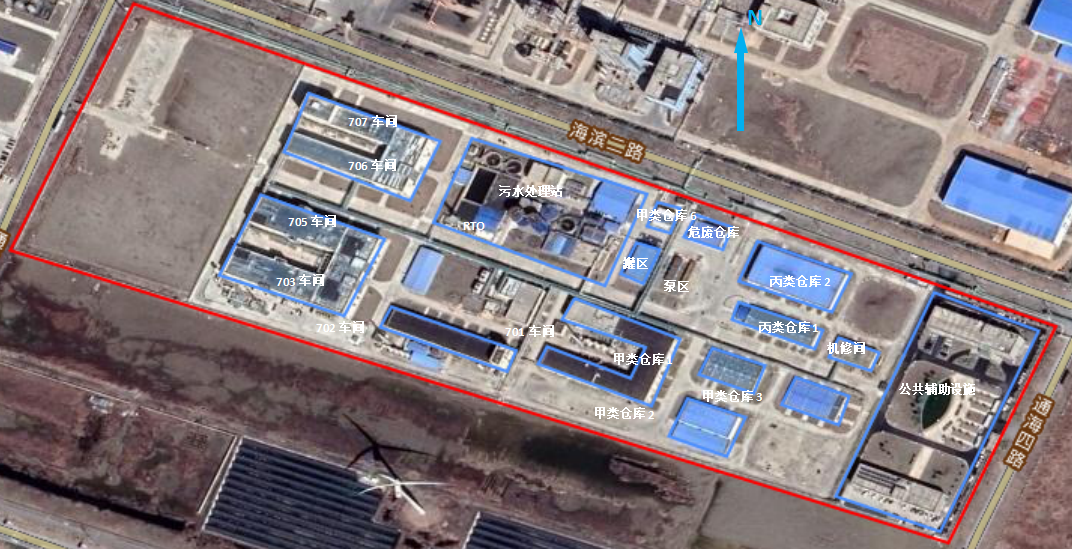 N
海滨三路
707 车间
706 车间
污水处理站
RTO
705 车间
甲类仓库 6
危废仓库
罐区
703 车间
泵区
丙类仓库 2
702 车间
701 车间
丙类仓库 1
机修间
甲类仓库 1
公共辅助设施
甲类仓库 3
甲类仓库 2
通海四路
通